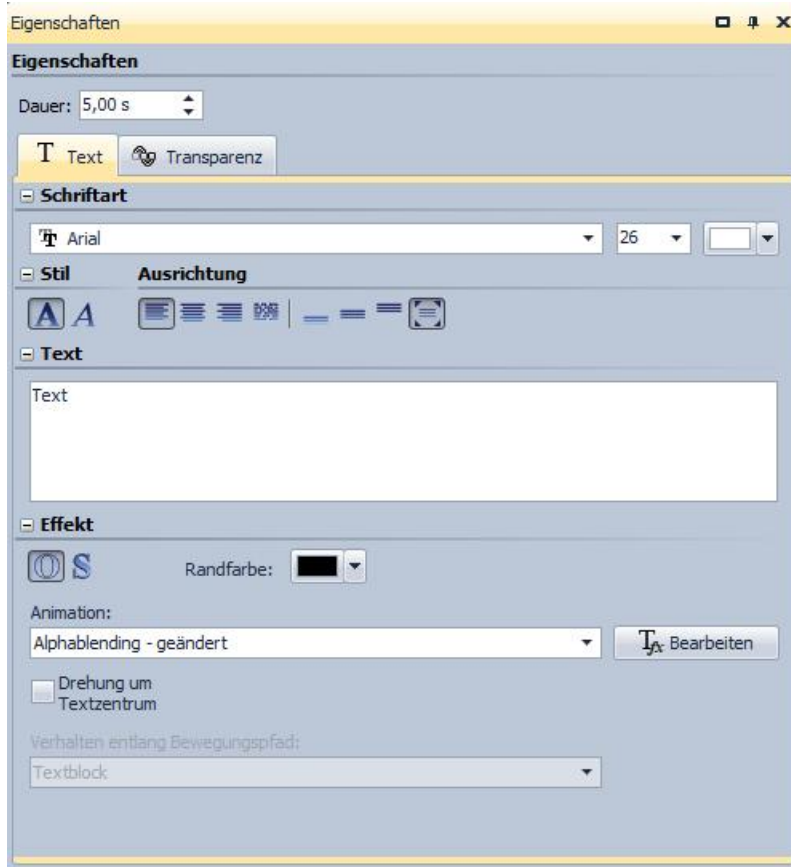 Eigenschaften
Eigenschaften
Dauer: 5,00 s
T Text Transparenz
Schriftart
Arial 26
Stil Ausrichtung
A A
Text
Text
Effekt
O S Randfarbe:
Animation:
Alphablending - geändert Tfx Bearbeiten
Drehung um
Textzentrum
Verhalten entlang Bewegungspfad:
Textblock